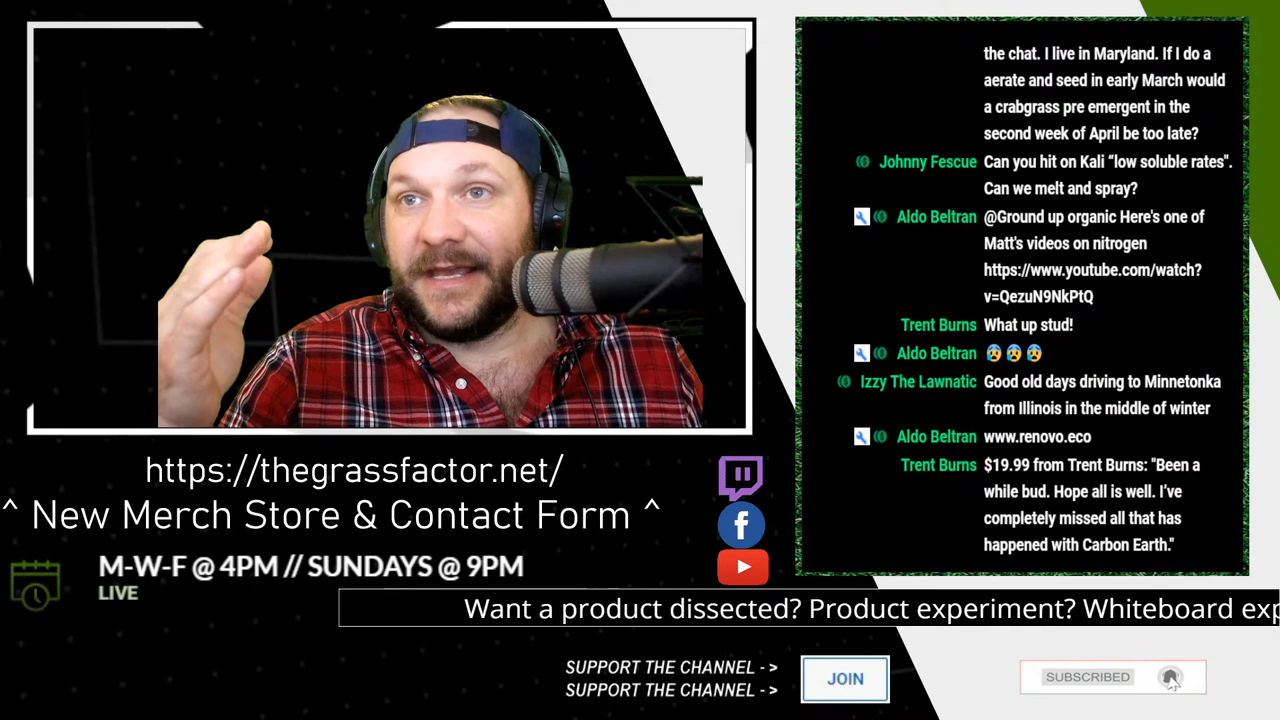 the chat. I live in Maryland. If I do a
aerate and seed in early March would
a crabgrass pre emergent in the
second week of April be too late?
Johnny Fescue Can you hit on Kali “low soluble rates".
Can we melt and spray?
Aldo Beltran @Ground up organic Here's one of
Matt's videos on nitrogen
https://www.youtube.com/watch?
v=QezuN9NkPtQ
Trent Burns What up stud!
Aldo Beltran 😰😰😰
Izzy The Lawnatic Good old days driving to Minnetonka
from Illinois in the middle of winter
Aldo Beltran www.renovo.eco
Trent Burns $19.99 from Trent Burns: "Been a
while bud. Hope all is well. I’ve
completely missed all that has
happened with Carbon Earth."
https://thegrassfactor.net/
^ New Merch Store & Contact Form ^
M-W-F @ 4PM // SUNDAYS @ 9PM
LIVE
Want a product dissected? Product experiment? Whiteboard exp
SUPPORT THE CHANNEL - >
SUPPORT THE CHANNEL - >
JOIN
SUBSCRIBED